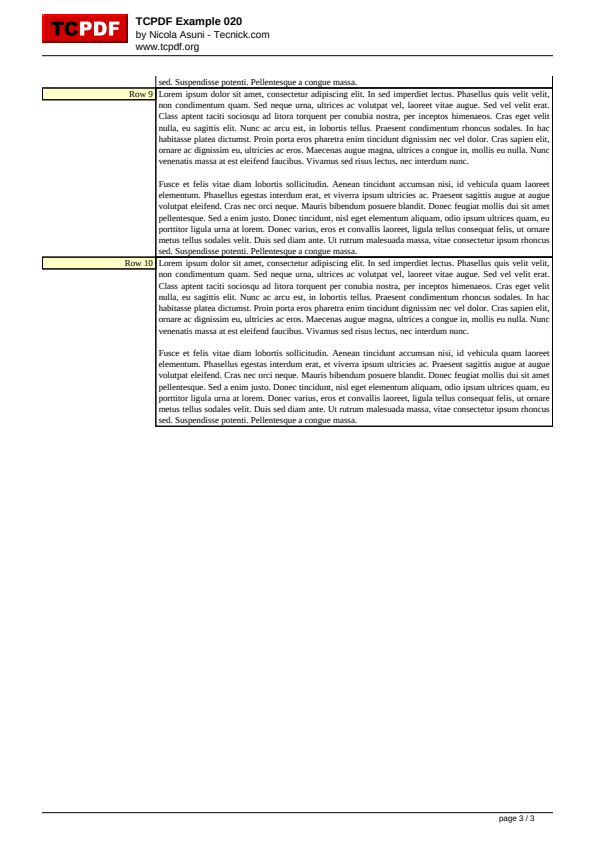 TCPDF
TCPDF Example 020
by Nicola Asuni - Tecnick.com
www.tcpdf.org
sed. Suspendisse potenti. Pellentesque a congue massa.
Row 9
Lorem ipsum dolor sit amet, consectetur adipiscing elit. In sed imperdiet lectus. Phasellus quis velit velit,
non condimentum quam. Sed neque urna, ultrices ac volutpat vel, laoreet vitae augue. Sed vel velit erat.
Class aptent taciti sociosqu ad litora torquent per conubia nostra, per inceptos himenaeos. Cras eget velit
nulla, eu sagittis elit. Nunc ac arcu est, in lobortis tellus. Praesent condimentum rhoncus sodales. In hac
habitasse platea dictumst. Proin porta eros pharetra enim tincidunt dignissim nec vel dolor. Cras sapien elit,
ornare ac dignissim eu, ultricies ac eros. Maecenas augue magna, ultrices a congue in, mollis eu nulla. Nunc
venenatis massa at est eleifend faucibus. Vivamus sed risus lectus, nec interdum nunc.
Fusce et felis vitae diam lobortis sollicitudin. Aenean tincidunt accumsan nisi, id vehicula quam laoreet
elementum. Phasellus egestas interdum erat, et viverra ipsum ultricies ac. Praesent sagittis augue at augue
volutpat eleifend. Cras nec orci neque. Mauris bibendum posuere blandit. Donec feugiat mollis dui sit amet
pellentesque. Sed a enim justo. Donec tincidunt, nisl eget elementum aliquam, odio ipsum ultrices quam, eu
porttitor ligula urna at lorem. Donec varius, eros et convallis laoreet, ligula tellus consequat felis, ut ornare
metus tellus sodales velit. Duis sed diam ante. Ut rutrum malesuada massa, vitae consectetur ipsum rhoncus
sed. Suspendisse potenti. Pellentesque a congue massa.
Row 10
Lorem ipsum dolor sit amet, consectetur adipiscing elit. In sed imperdiet lectus. Phasellus quis velit velit,
non condimentum quam. Sed neque urna, ultrices ac volutpat vel, laoreet vitae augue. Sed vel velit erat.
Class aptent taciti sociosqu ad litora torquent per conubia nostra, per inceptos himenaeos. Cras eget velit
nulla, eu sagittis elit. Nunc ac arcu est, in lobortis tellus. Praesent condimentum rhoncus sodales. In hac
habitasse platea dictumst. Proin porta eros pharetra enim tincidunt dignissim nec vel dolor. Cras sapien elit,
ornare ac dignissim eu, ultricies ac eros. Maecenas augue magna, ultrices a congue in, mollis eu nulla. Nunc
venenatis massa at est eleifend faucibus. Vivamus sed risus lectus, nec interdum nunc.
Fusce et felis vitae diam lobortis sollicitudin. Aenean tincidunt accumsan nisi, id vehicula quam laoreet
elementum. Phasellus egestas interdum erat, et viverra ipsum ultricies ac. Praesent sagittis augue at augue
volutpat eleifend. Cras nec orci neque. Mauris bibendum posuere blandit. Donec feugiat mollis dui sit amet
pellentesque. Sed a enim justo. Donec tincidunt, nisl eget elementum aliquam, odio ipsum ultrices quam, eu
porttitor ligula urna at lorem. Donec varius, eros et convallis laoreet, ligula tellus consequat felis, ut ornare
metus tellus sodales velit. Duis sed diam ante. Ut rutrum malesuada massa, vitae consectetur ipsum rhoncus
sed. Suspendisse potenti. Pellentesque a congue massa.
page 3 / 3